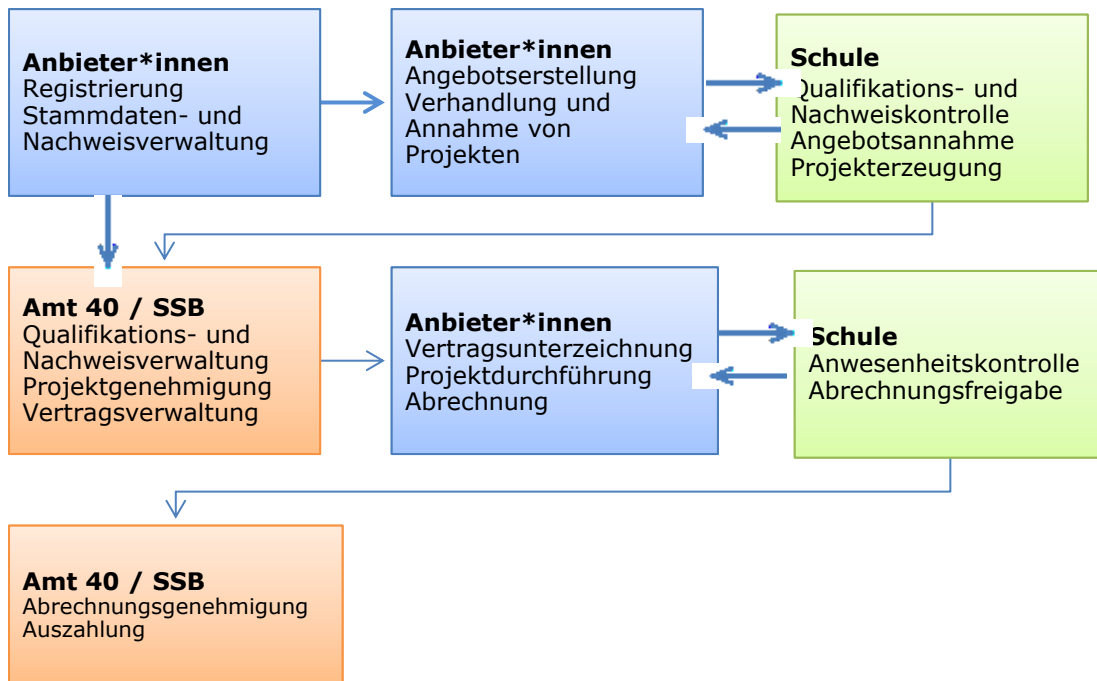 Anbieter*innen
Registrierung
Stammdaten- und
Nachweisverwaltung
Anbieter*innen
Angebotserstellung
Verhandlung und
Annahme von
Projekten
Schule
Qualifikations- und
Nachweiskontrolle
Angebotsannahme
Projekterzeugung
Amt 40 / SSB
Qualifikations- und
Nachweisverwaltung
Projektgenehmigung
Vertragsverwaltung
Anbieter*innen
Vertragsunterzeichnung
Projektdurchführung
Abrechnung
Schule
Anwesenheitskontrolle
Abrechnungsfreigabe
Amt 40 / SSB
Abrechnungsgenehmigung
Auszahlung